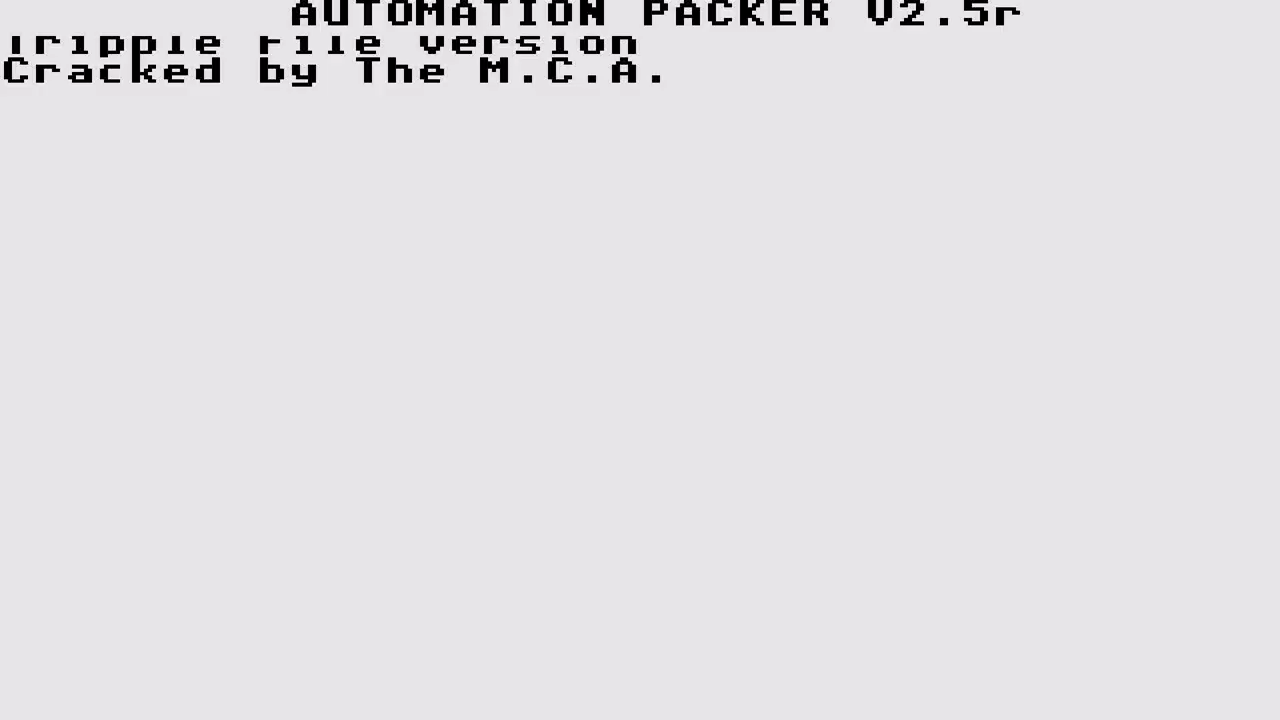 AUTOMATION PACKER V2.5r
Tripple File Version
Cracked by The M.C.A.